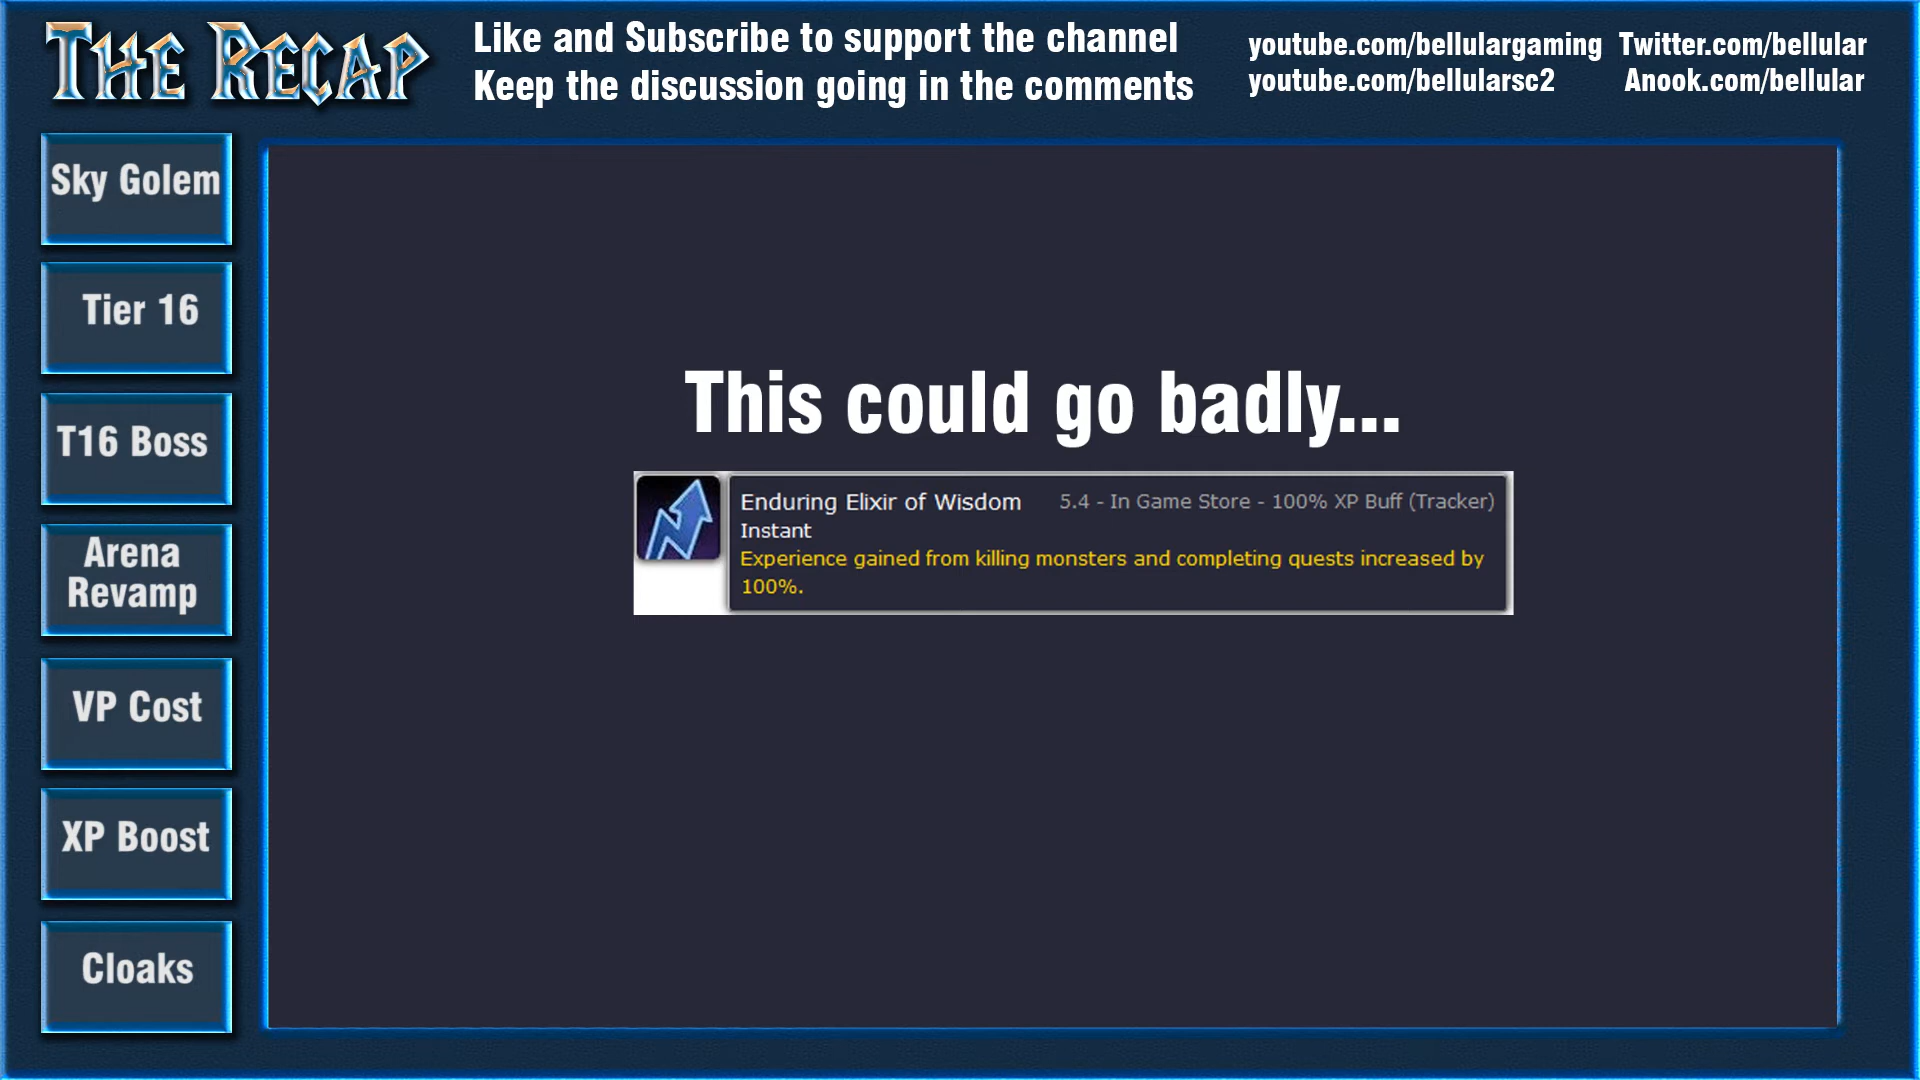 The Recap
Like and Subscribe to support the channel
Keep the discussion going in the comments
youtube.com/bellulargaming Twitter.com/bellular
youtube.com/bellularsc2 Anook.com/bellular
Sky Golem
Tier 16
T16 Boss
Arena
Revamp
VP Cost
XP Boost
Cloaks
This could go badly...
Enduring Elixir of Wisdom 5.4 - In Game Store - 100% XP Buff (Tracker)
Instant
Experience gained from killing monsters and completing quests increased by
100%.